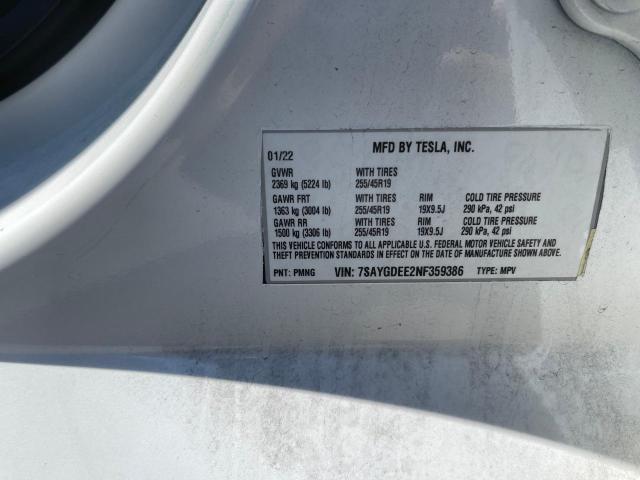 01/22 MFD BY TESLA, INC.
GVWR WITH TIRES
2369 kg (5224 lb) 255/45R19
GAWR FRT WITH TIRES RIM COLD TIRE PRESSURE
1363 kg (3004 lb) 255/45R19 19X9.5J 290 kPa, 42 psi
GAWR RR WITH TIRES RIM COLD TIRE PRESSURE
1500 kg (3306 lb) 255/45R19 19X9.5J 290 kPa, 42 psi
THIS VEHICLE CONFORMS TO ALL APPLICABLE U.S. FEDERAL MOTOR VEHICLE SAFETY AND
THEFT PREVENTION STANDARDS IN EFFECT ON THE DATE OF MANUFACTURE SHOWN ABOVE.
PNT: PMNG VIN: 7SAYGDEE2NF359386 TYPE: MPV